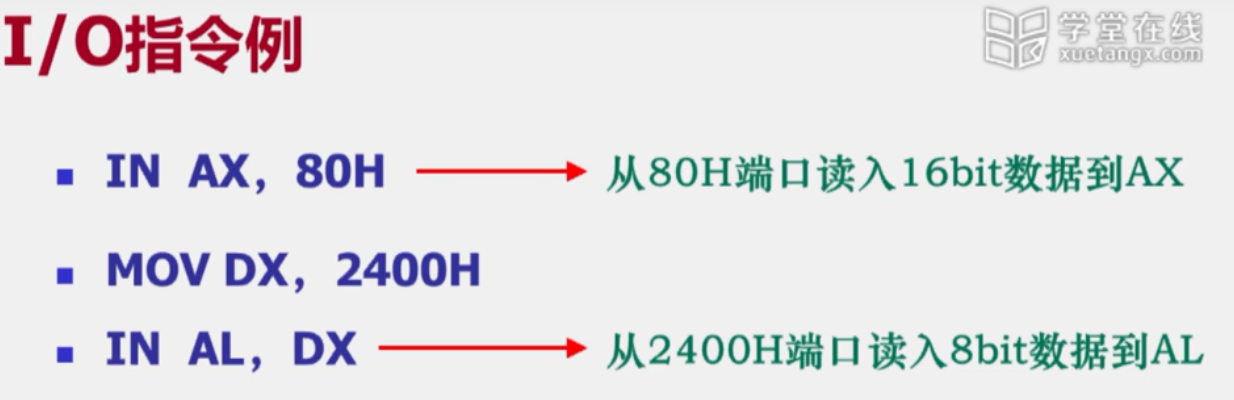 I/O指令例
学堂在线
xuetangx.com
IN AX，80H
从80H端口读入16bit数据到AX
MOV DX，2400H
IN AL，DX
从2400H端口读入8bit数据到AL